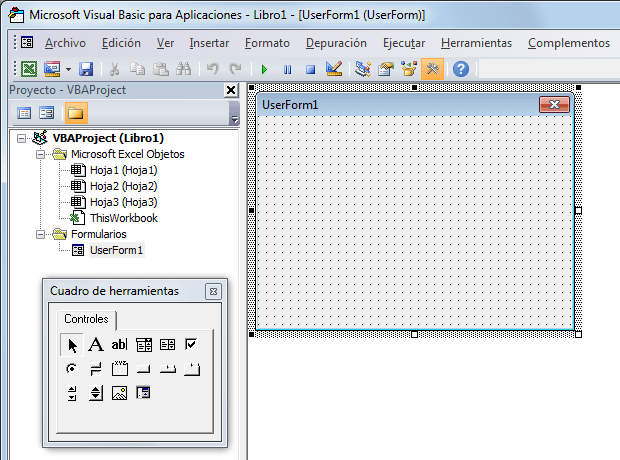 Microsoft Visual Basic para Aplicaciones - Libro1 - [UserForm1 (UserForm)]
Archivo Edición Ver Insertar Formato Depuración Ejecutar Herramientas Complementos
Proyecto - VBAProject
UserForm1
VBAProject (Libro1)
Microsoft Excel Objetos
Hoja1 (Hoja1)
Hoja2 (Hoja2)
Hoja3 (Hoja3)
ThisWorkbook
Formularios
UserForm1
Cuadro de herramientas
Controles
A ab|
xyz